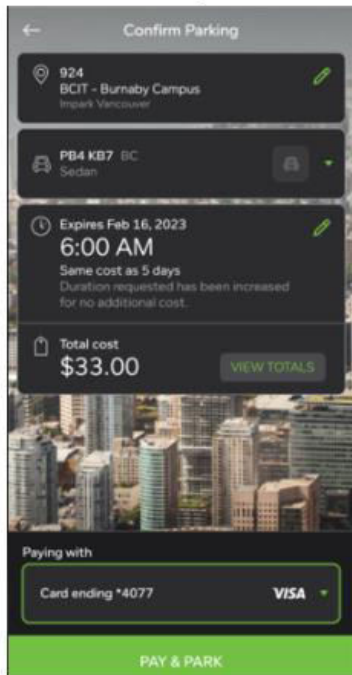 Confirm Parking
924
BCIT - Burnaby Campus
Impark Vancouver
PB4 KB7 BC
Sedan
Expires Feb 16, 2023
6:00 AM
Same cost as 5 days
Duration requested has been increased
for no additional cost.
Total cost
$33.00
VIEW TOTALS
Paying with
Card ending *4077
VISA
PAY & PARK